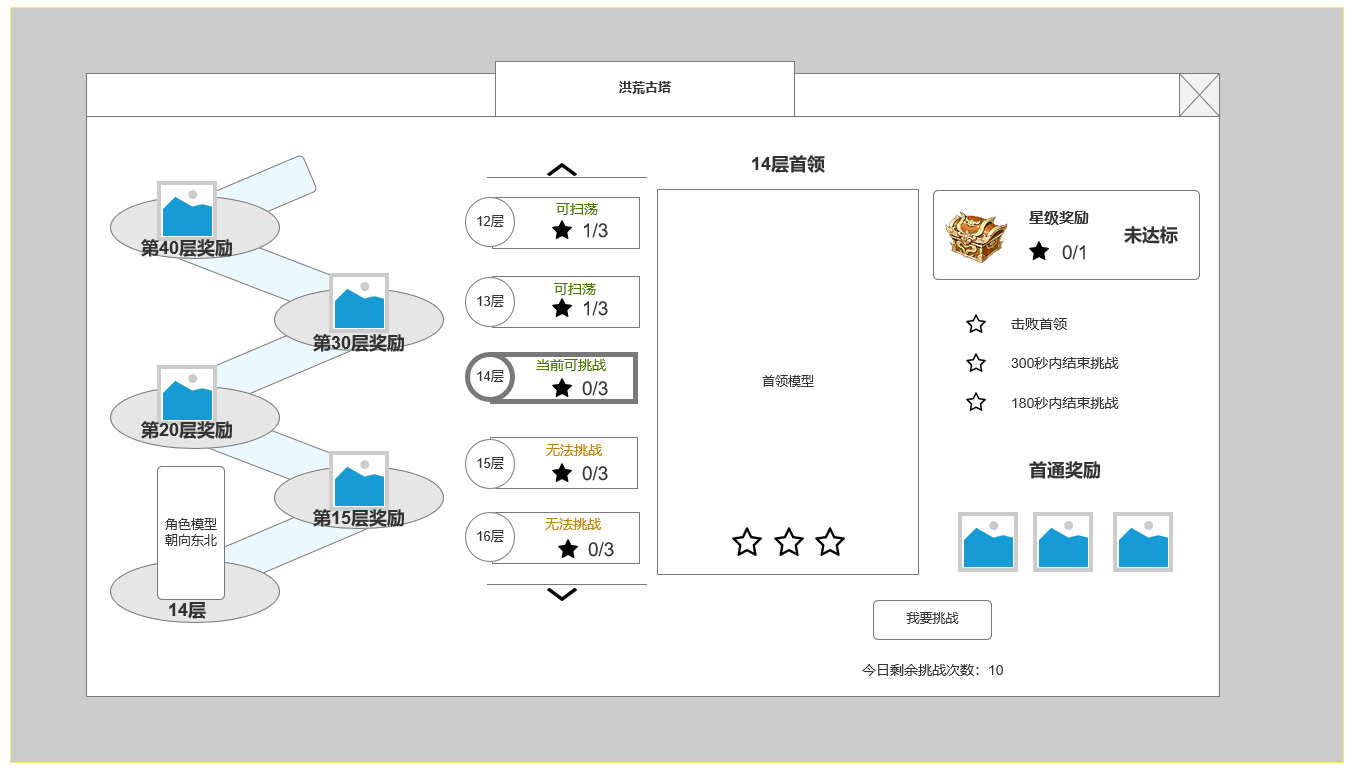 洪荒古塔
第40层奖励
第30层奖励
第20层奖励
第15层奖励
角色模型
朝向东北
14层
12层
可扫荡
1/3
13层
可扫荡
1/3
14层
当前可挑战
0/3
15层
无法挑战
0/3
16层
无法挑战
0/3
14层首领
首领模型
星级奖励
0/1
未达标
击败首领
300秒内结束挑战
180秒内结束挑战
首通奖励
我要挑战
今日剩余挑战次数：10